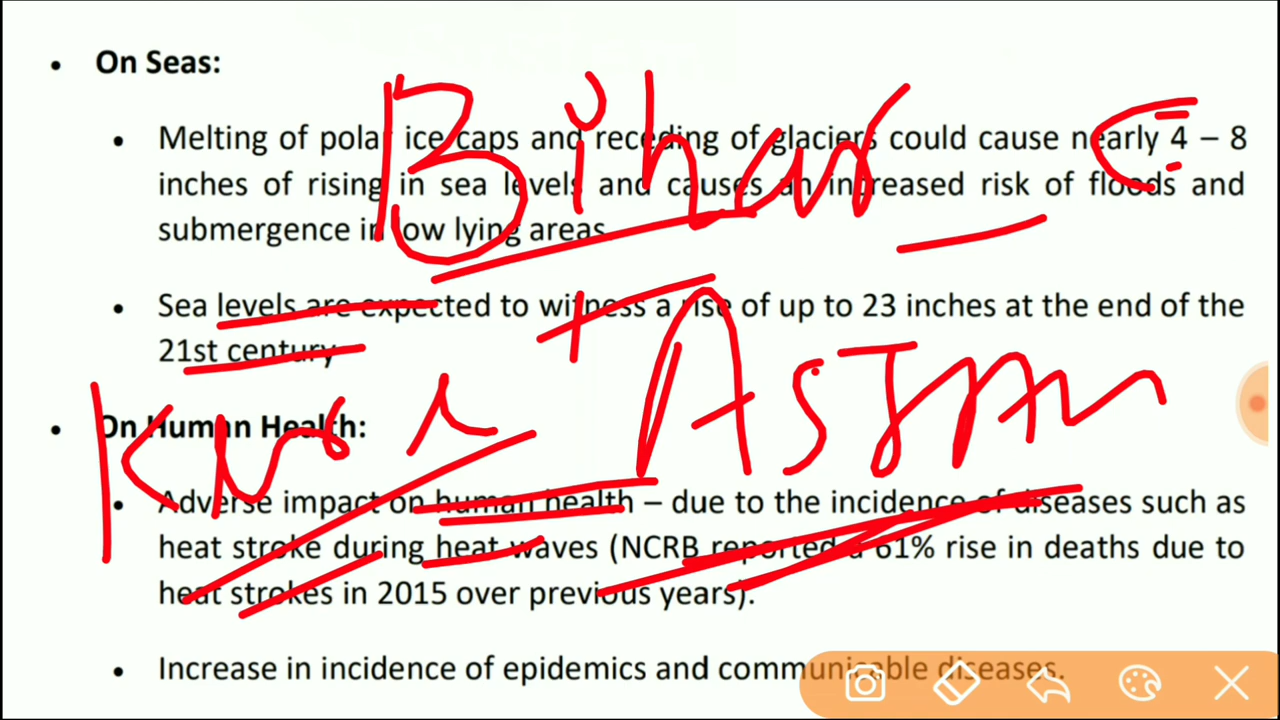 • On Seas:
• Melting of polar ice caps and receding of glaciers could cause nearly 4 – 8
inches of rising in sea levels and causes an increased risk of floods and
submergence in low lying areas.
Bihar
• Sea levels are expected to witness a rise of up to 23 inches at the end of the
21st century
+
• On Human Health:
• Adverse impact on human health – due to the incidence of diseases such as
heat stroke during heat waves (NCRB reported a 61% rise in deaths due to
heat strokes in 2015 over previous years).
• Increase in incidence of epidemics and communicable diseases.